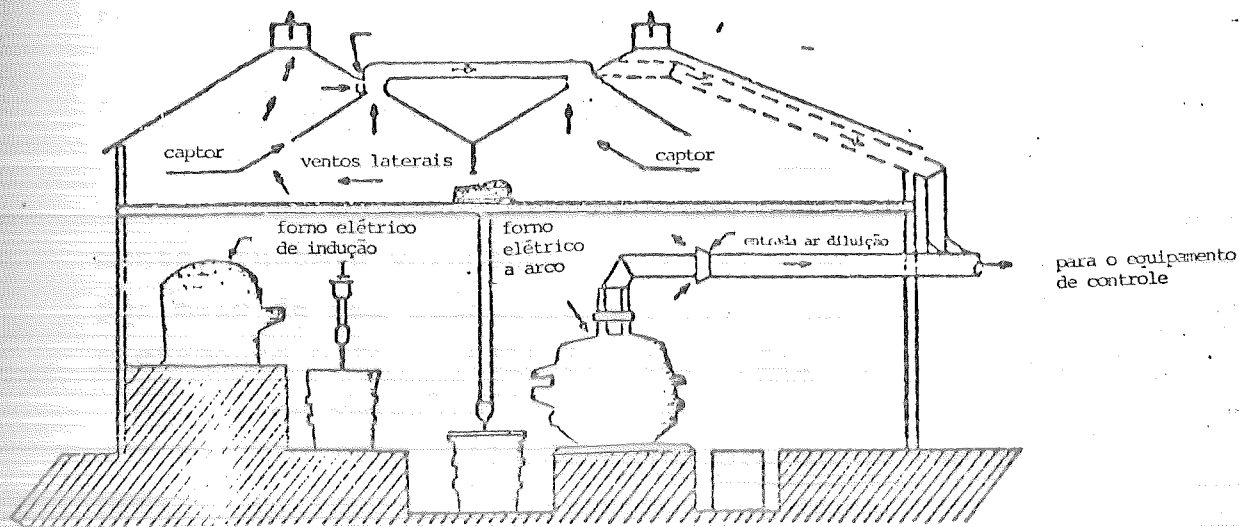 captor
ventos laterais
captor
forno elétrico
de indução
forno
elétrico
a arco
entrada ar diluição
para o equipamento
de controle